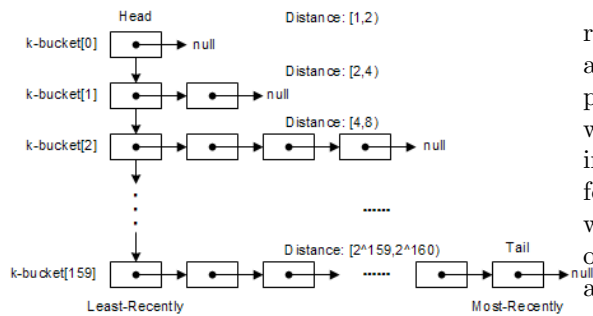 Head
Distance: [1,2)
k-bucket[0]
null
Distance: [2,4)
k-bucket[1]
null
Distance: [4,8)
k-bucket[2]
null
......
Distance: [2^159,2^160)
Tail
k-bucket[159]
......
null
Least-Recently
Most-Recently